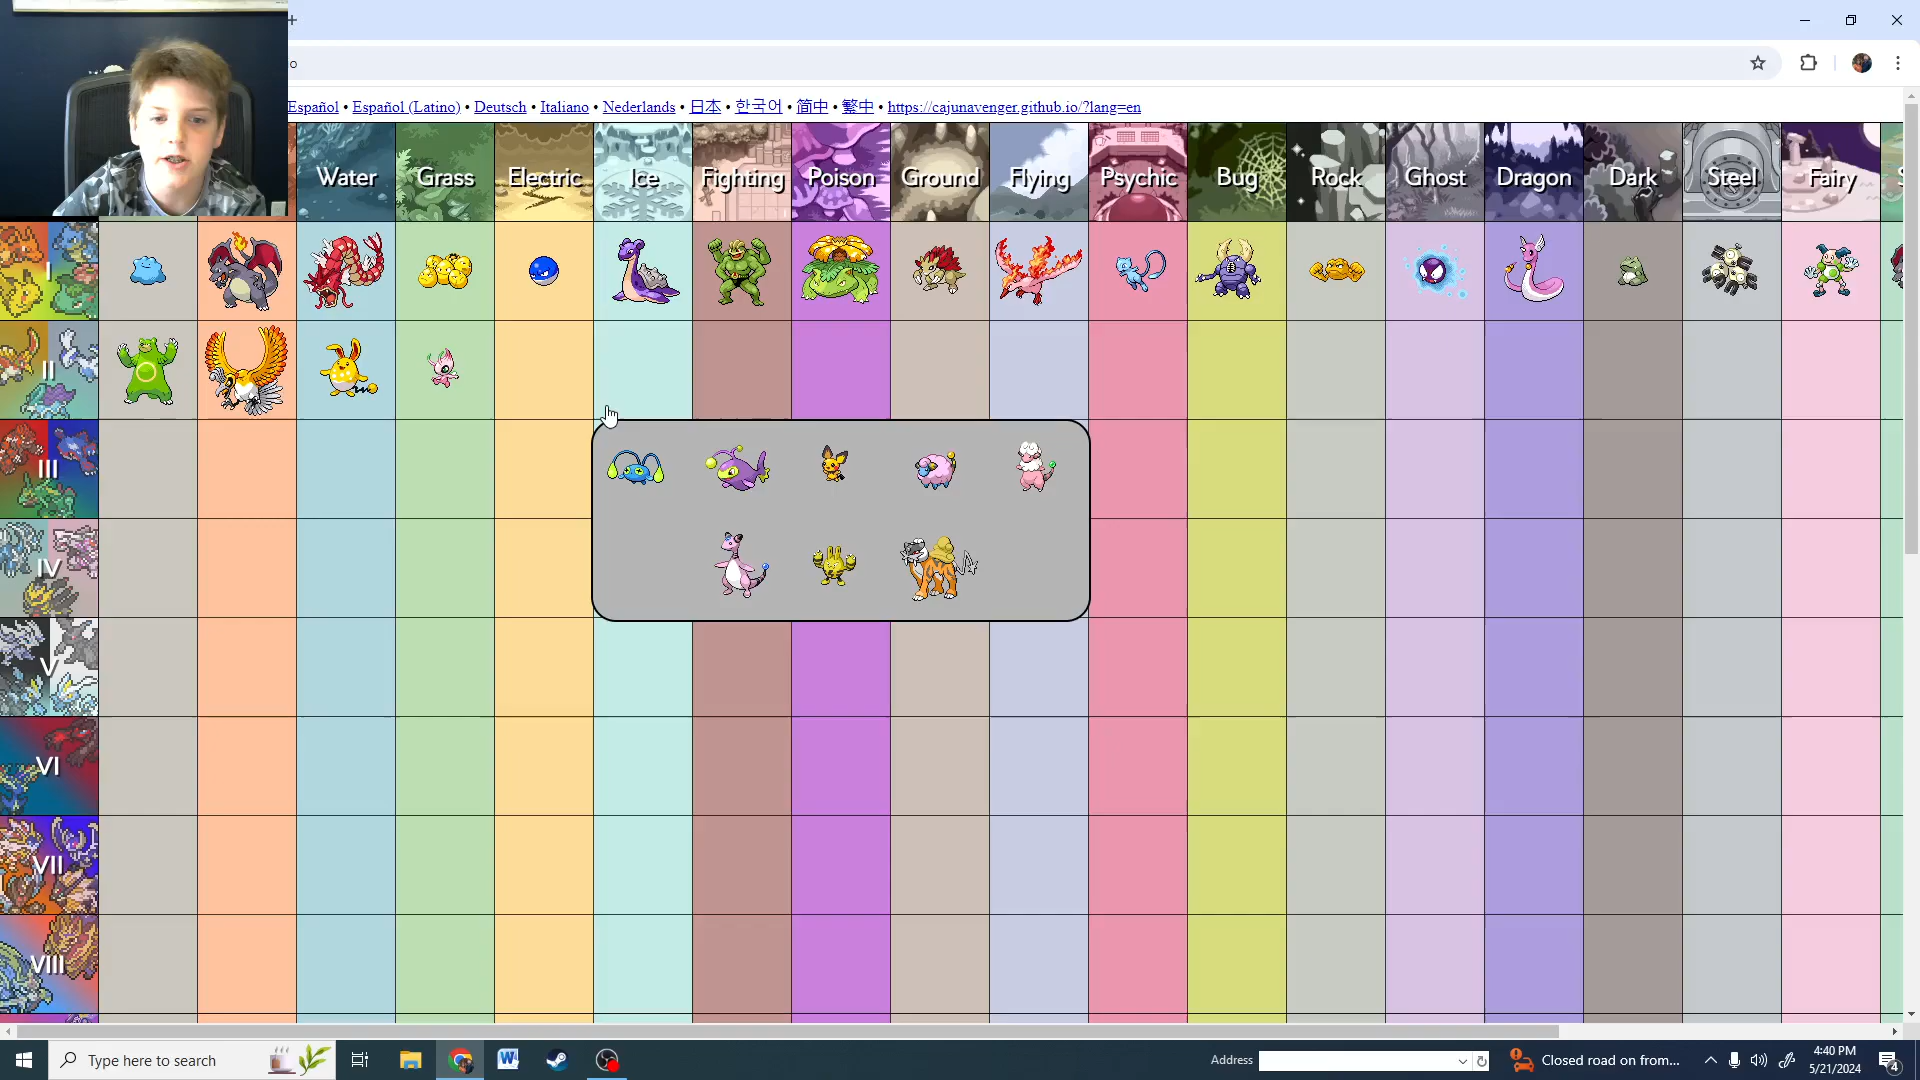 Español • Español (Latino) • Deutsch • Italiano • Nederlands • 日本 • 한국어 • 简中 • 繁中 • https://cajunavenger.github.io/?lang=en
Water Grass Electric Ice Fighting Poison Ground Flying Psychic Bug Rock Ghost Dragon Dark Steel Fairy
I
II
III
IV
V
VI
VII
VIII
Type here to search
Address
Closed road on from...
4:40 PM
5/21/2024
4